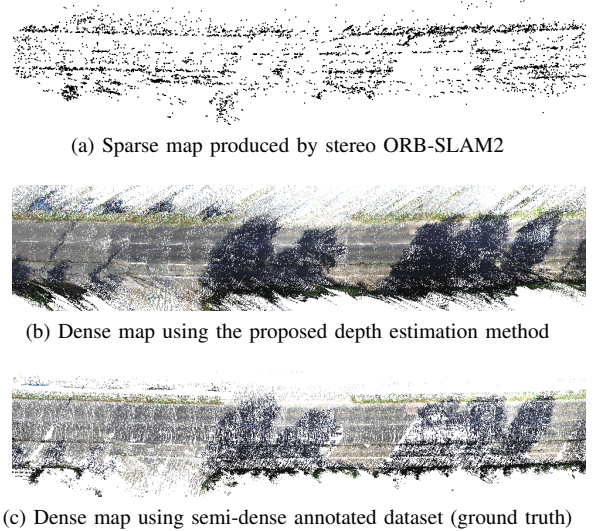 (a) Sparse map produced by stereo ORB-SLAM2
(b) Dense map using the proposed depth estimation method
(c) Dense map using semi-dense annotated dataset (ground truth)